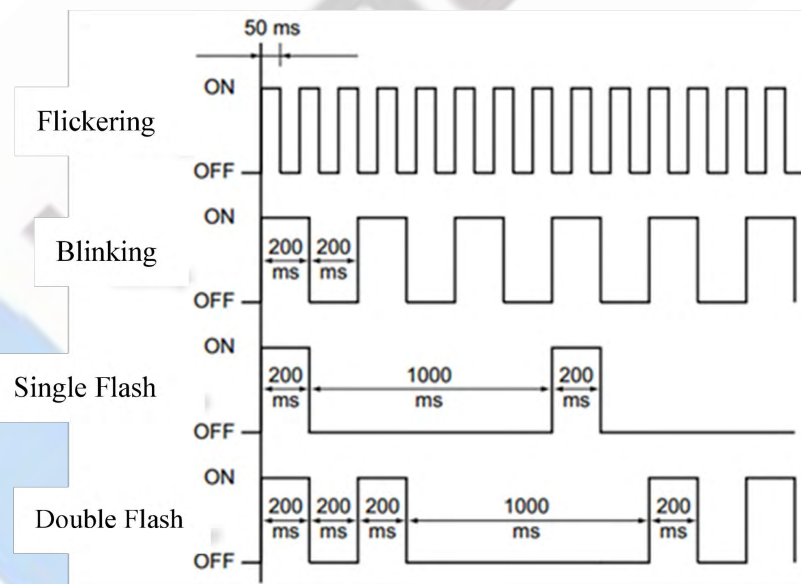 50 ms
Flickering
ON
OFF
Blinking
ON
200 ms
200 ms
OFF
Single Flash
ON
200 ms
1000 ms
200 ms
OFF
Double Flash
ON
200 ms
200 ms
200 ms
1000 ms
200 ms
OFF